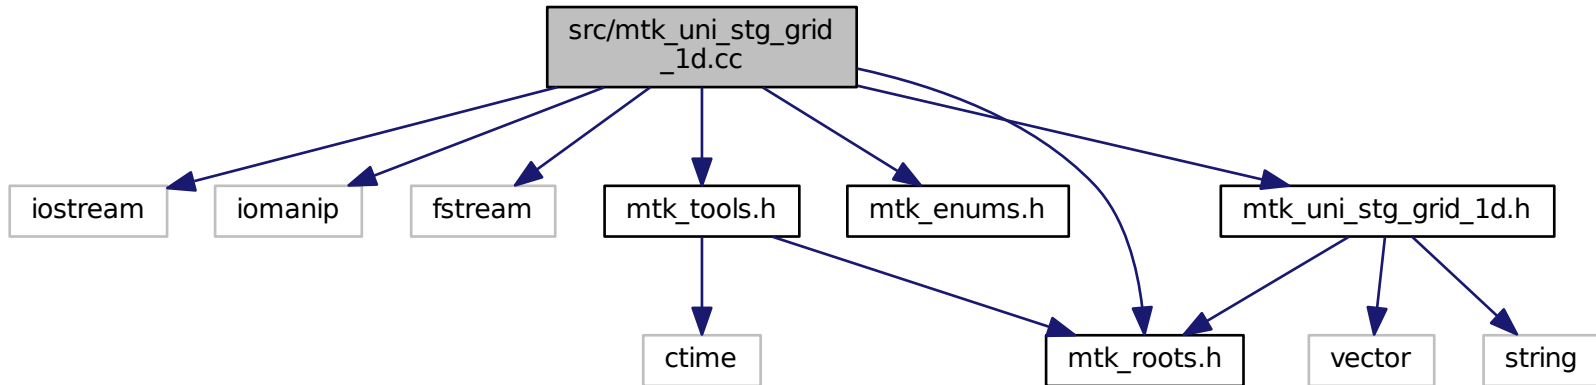 src/mtk_uni_stg_grid
_1d.cc
iostream
iomanip
fstream
mtk_tools.h
mtk_enums.h
mtk_uni_stg_grid_1d.h
ctime
mtk_roots.h
vector
string